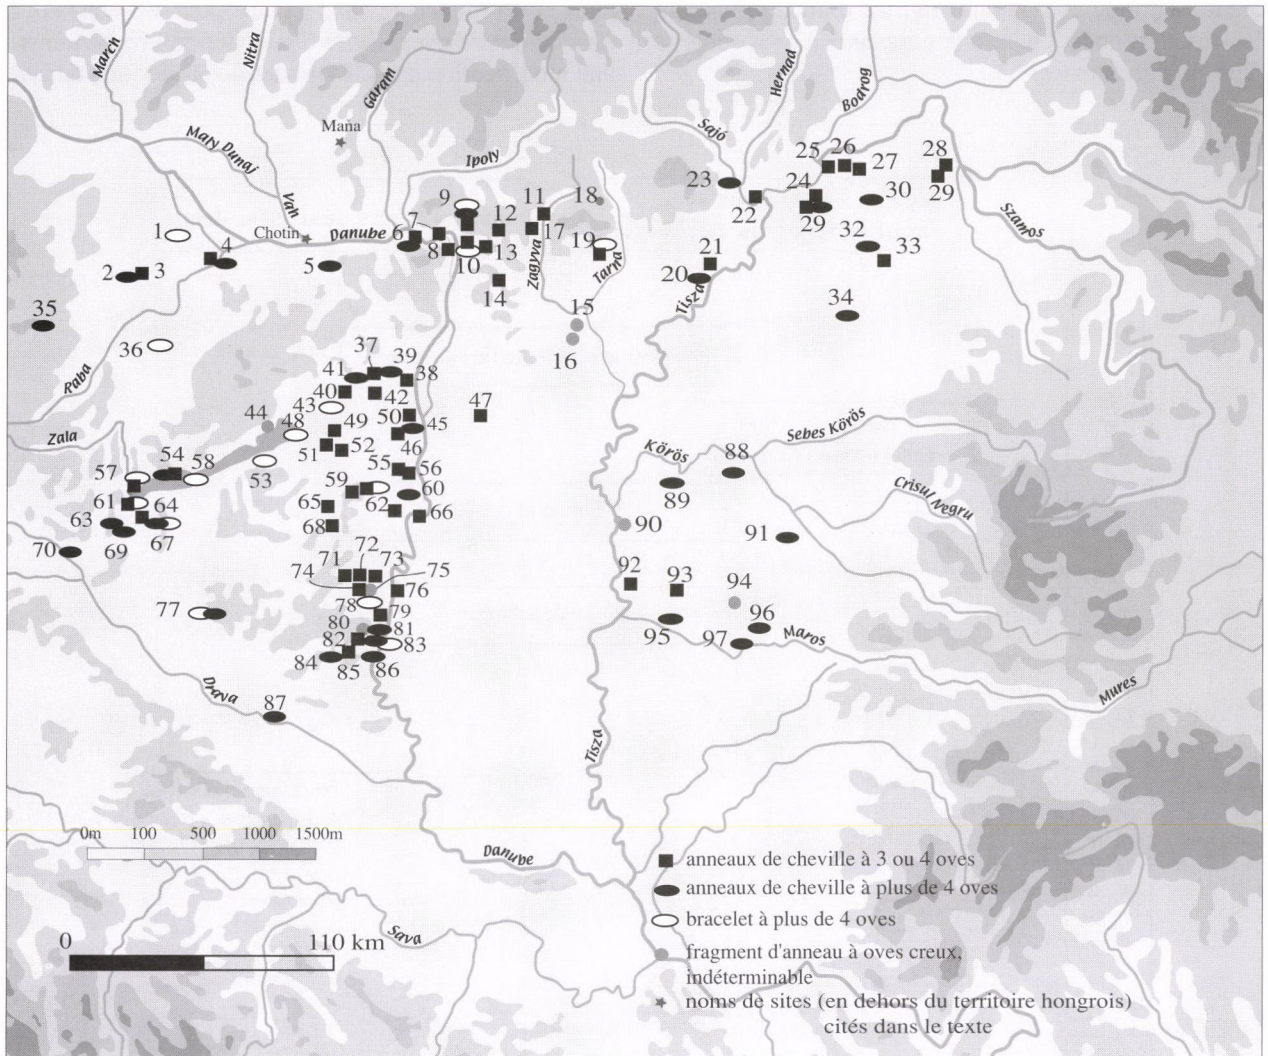 March
Nitra
Garam
Hernad
Bodrog
Maňa
Maty Dunaj
Ipoly
Sajó
Vah
25 26 27 28
23 24 30 29
22 29
9 11 18
1 7 12 17 19
Chotin Danube 6 8 10 13
Szamos
4 5 14 Zagyva Tarna
2 3
32 33
21
20 Tisza
34
15
16
35
36
Raba
37 39
41 38
40 42
43 50 45 47
44 48 49
Zala
51 52 46
Körös Sebes Körös
88
89
Crisul Negru
54 58 53 55 56
57 59 60
61 64 65 62 66
63 67 68
69
70
90
91
71 72 73
74 75
76
92 93 94
77 78 79
80 81
82 83
84 85 86
95 96
97 Maros
Mures
Drava
87
Tisza
0m 100 500 1000 1500m
Danube
Sava
0 110 km
anneaux de cheville à 3 ou 4 oves
anneaux de cheville à plus de 4 oves
bracelet à plus de 4 oves
fragment d'anneau à oves creux,
indéterminable
noms de sites (en dehors du territoire hongrois)
cités dans le texte